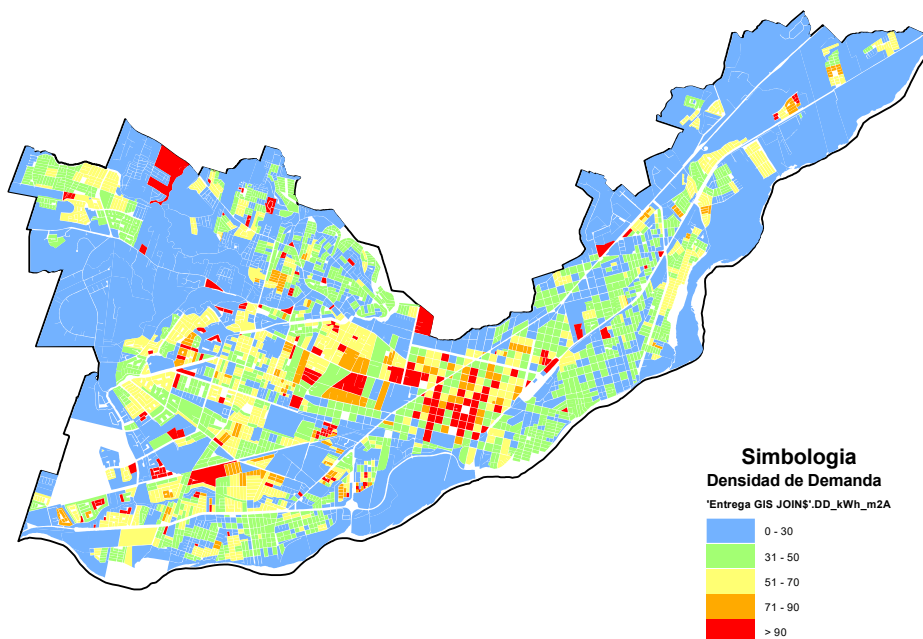 Simbologia
Densidad de Demanda
'Entrega GIS JOIN$'.DD_kWh_m2A
0 - 30
31 - 50
51 - 70
71 - 90
> 90